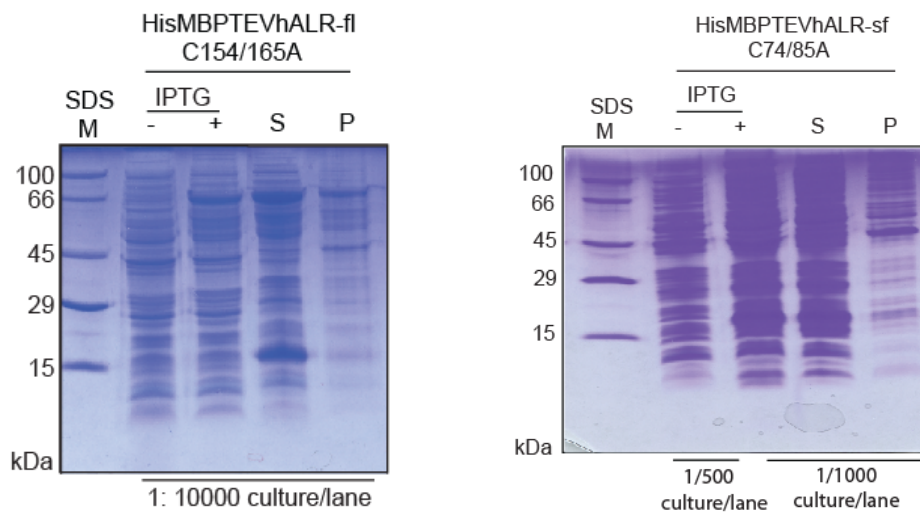 HisMBPTEVhALR-fl
C154/165A
SDS
M
IPTG
-
+
S
P
100
66
45
29
15
kDa
1: 10000 culture/lane
HisMBPTEVhALR-sf
C74/85A
SDS
M
IPTG
-
+
S
P
100
66
45
29
15
kDa
1/500
culture/lane
1/1000
culture/lane